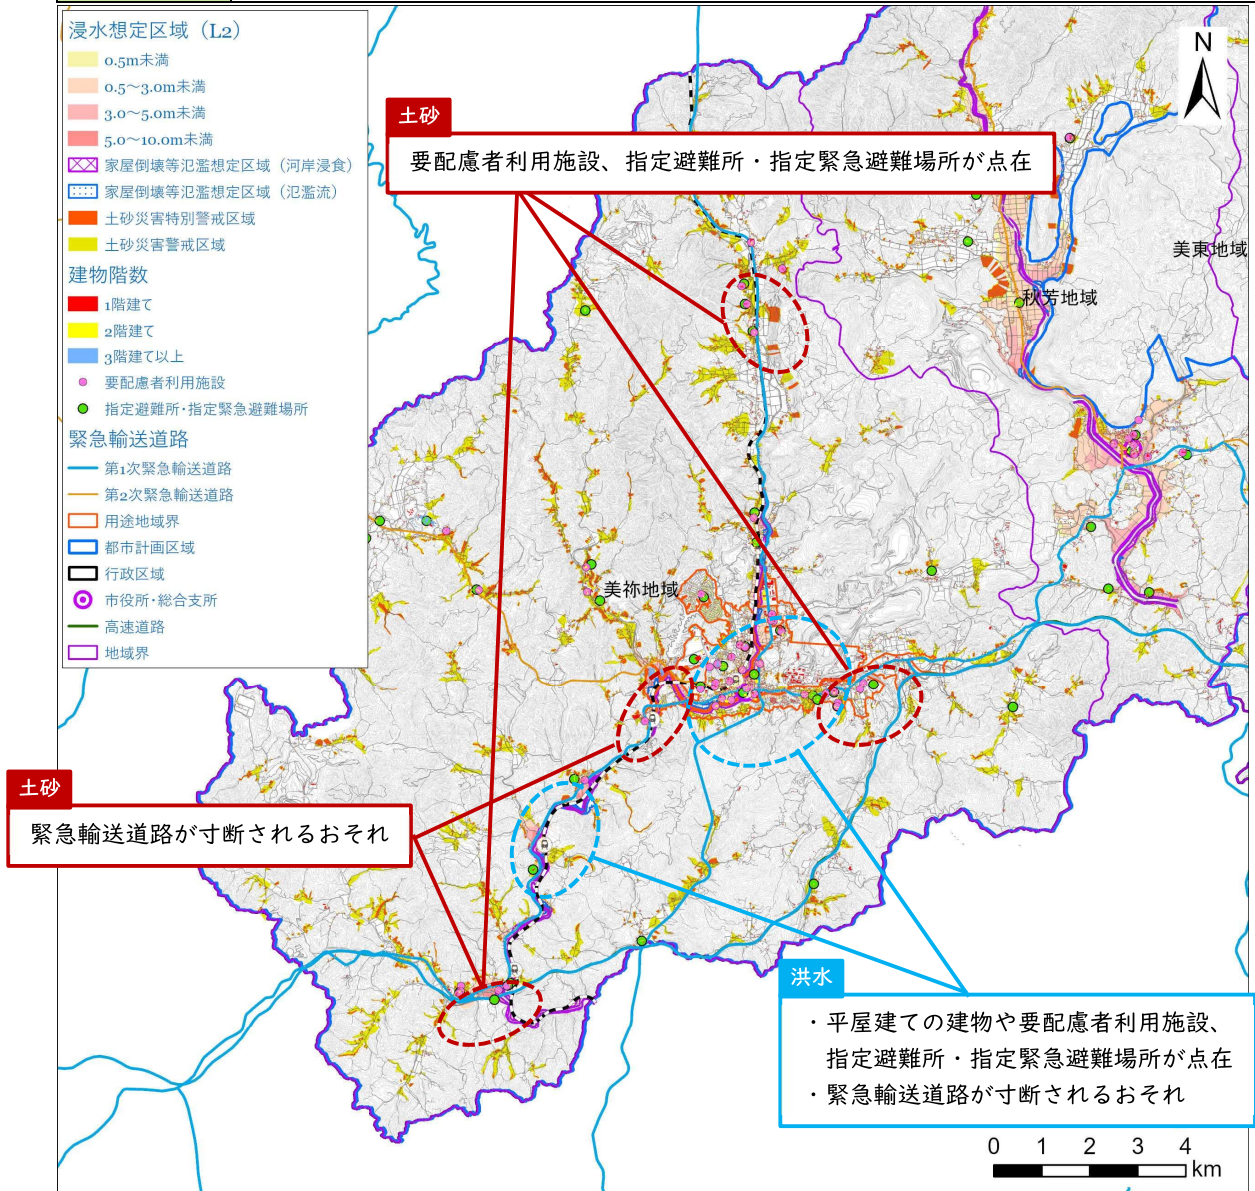 浸水想定区域（L2）
0.5m未満
0.5～3.0m未満
3.0～5.0m未満
5.0～10.0m未満
家屋倒壊等氾濫想定区域（河岸浸食）
家屋倒壊等氾濫想定区域（氾濫流）
土砂災害特別警戒区域
土砂災害警戒区域
建物階数
1階建て
2階建て
3階建て以上
要配慮者利用施設
指定避難所・指定緊急避難場所
緊急輸送道路
第1次緊急輸送道路
第2次緊急輸送道路
用途地域界
都市計画区域
行政区域
市役所・総合支所
高速道路
地域界
土砂
要配慮者利用施設、指定避難所・指定緊急避難場所が点在
N
美東地域
秋芳地域
美祢地域
土砂
緊急輸送道路が寸断されるおそれ
洪水
・平屋建ての建物や要配慮者利用施設、
指定避難所・指定緊急避難場所が点在
・緊急輸送道路が寸断されるおそれ
0 1 2 3 4
km